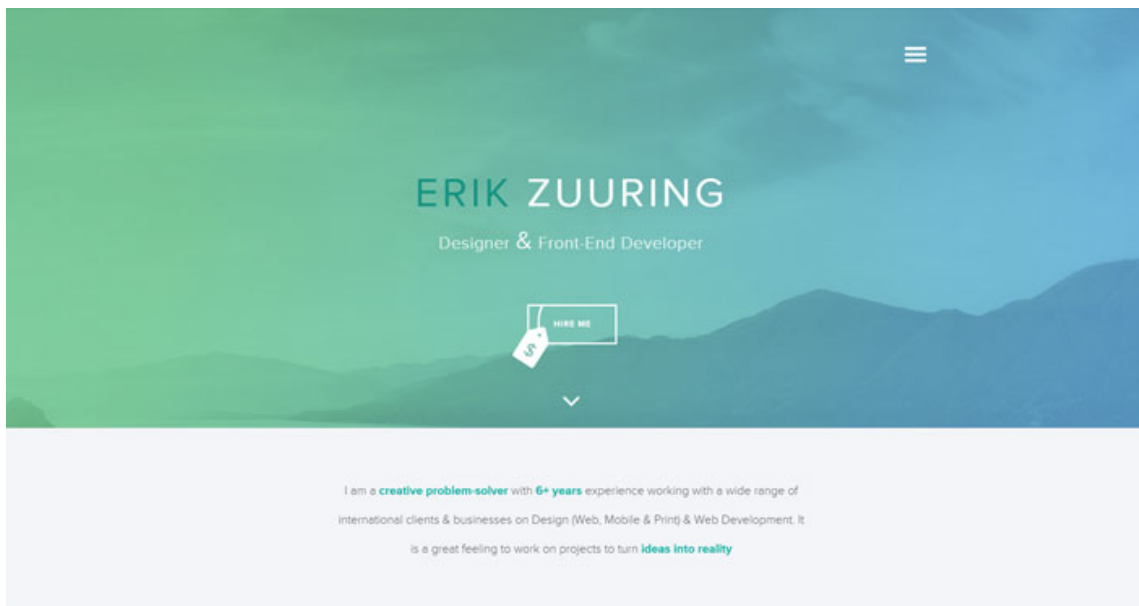 ERIK ZUURING
Designer & Front-End Developer
HIRE ME
$
I am a creative problem-solver with 6+ years experience working with a wide range of
international clients & businesses on Design (Web, Mobile & Print) & Web Development. It
is a great feeling to work on projects to turn ideas into reality